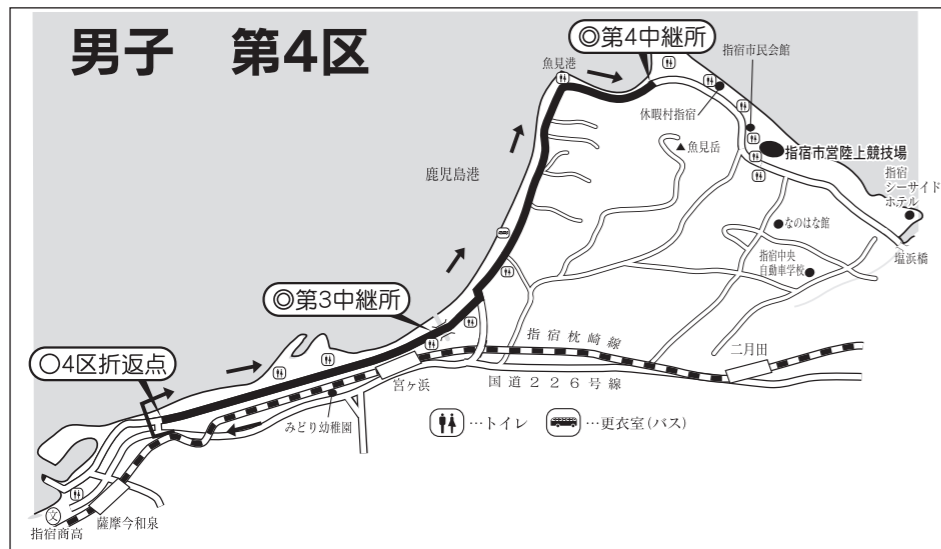 男子 第4区
◎第4中継所
指宿市民会館
魚見港
休暇村指宿
▲魚見岳
指宿市営陸上競技場
鹿児島港
指宿
シーサイド
ホテル
なのはな館
塩浜橋
指宿中央
自動車学校
◎第3中継所
指宿枕崎線
二月田
〇4区折返点
宮ヶ浜
国道226号線
みどり幼稚園
…トイレ
…更衣室(バス)
文
薩摩今和泉
指宿商高